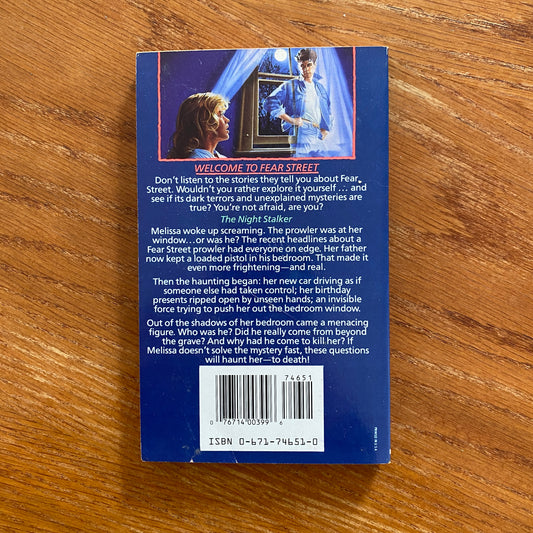 WELCOME TO FEAR STREET
Don't listen to the stories they tell you about Fear
Street. Wouldn't you rather explore it yourself ... and
see if its dark terrors and unexplained mysteries are
true? You're not afraid, are you?
The Night Stalker
Melissa woke up screaming. The prowler was at her
window...or was he? The recent headlines about a
Fear Street prowler had everyone on edge. Her father
now kept a loaded pistol in his bedroom. That made it
even more frightening—and real.
Then the haunting began: her new car driving as if
someone else had taken control; her birthday
presents ripped open by unseen hands; an invisible
force trying to push her out the bedroom window.
Out of the shadows of her bedroom came a menacing
figure. Who was he? Did he really come from beyond
the grave? And why had he come to kill her? If
Melissa doesn't solve the mystery fast, these questions
will haunt her—to death!
74651
0 76714 00399 6
ISBN 0-671-74651-0